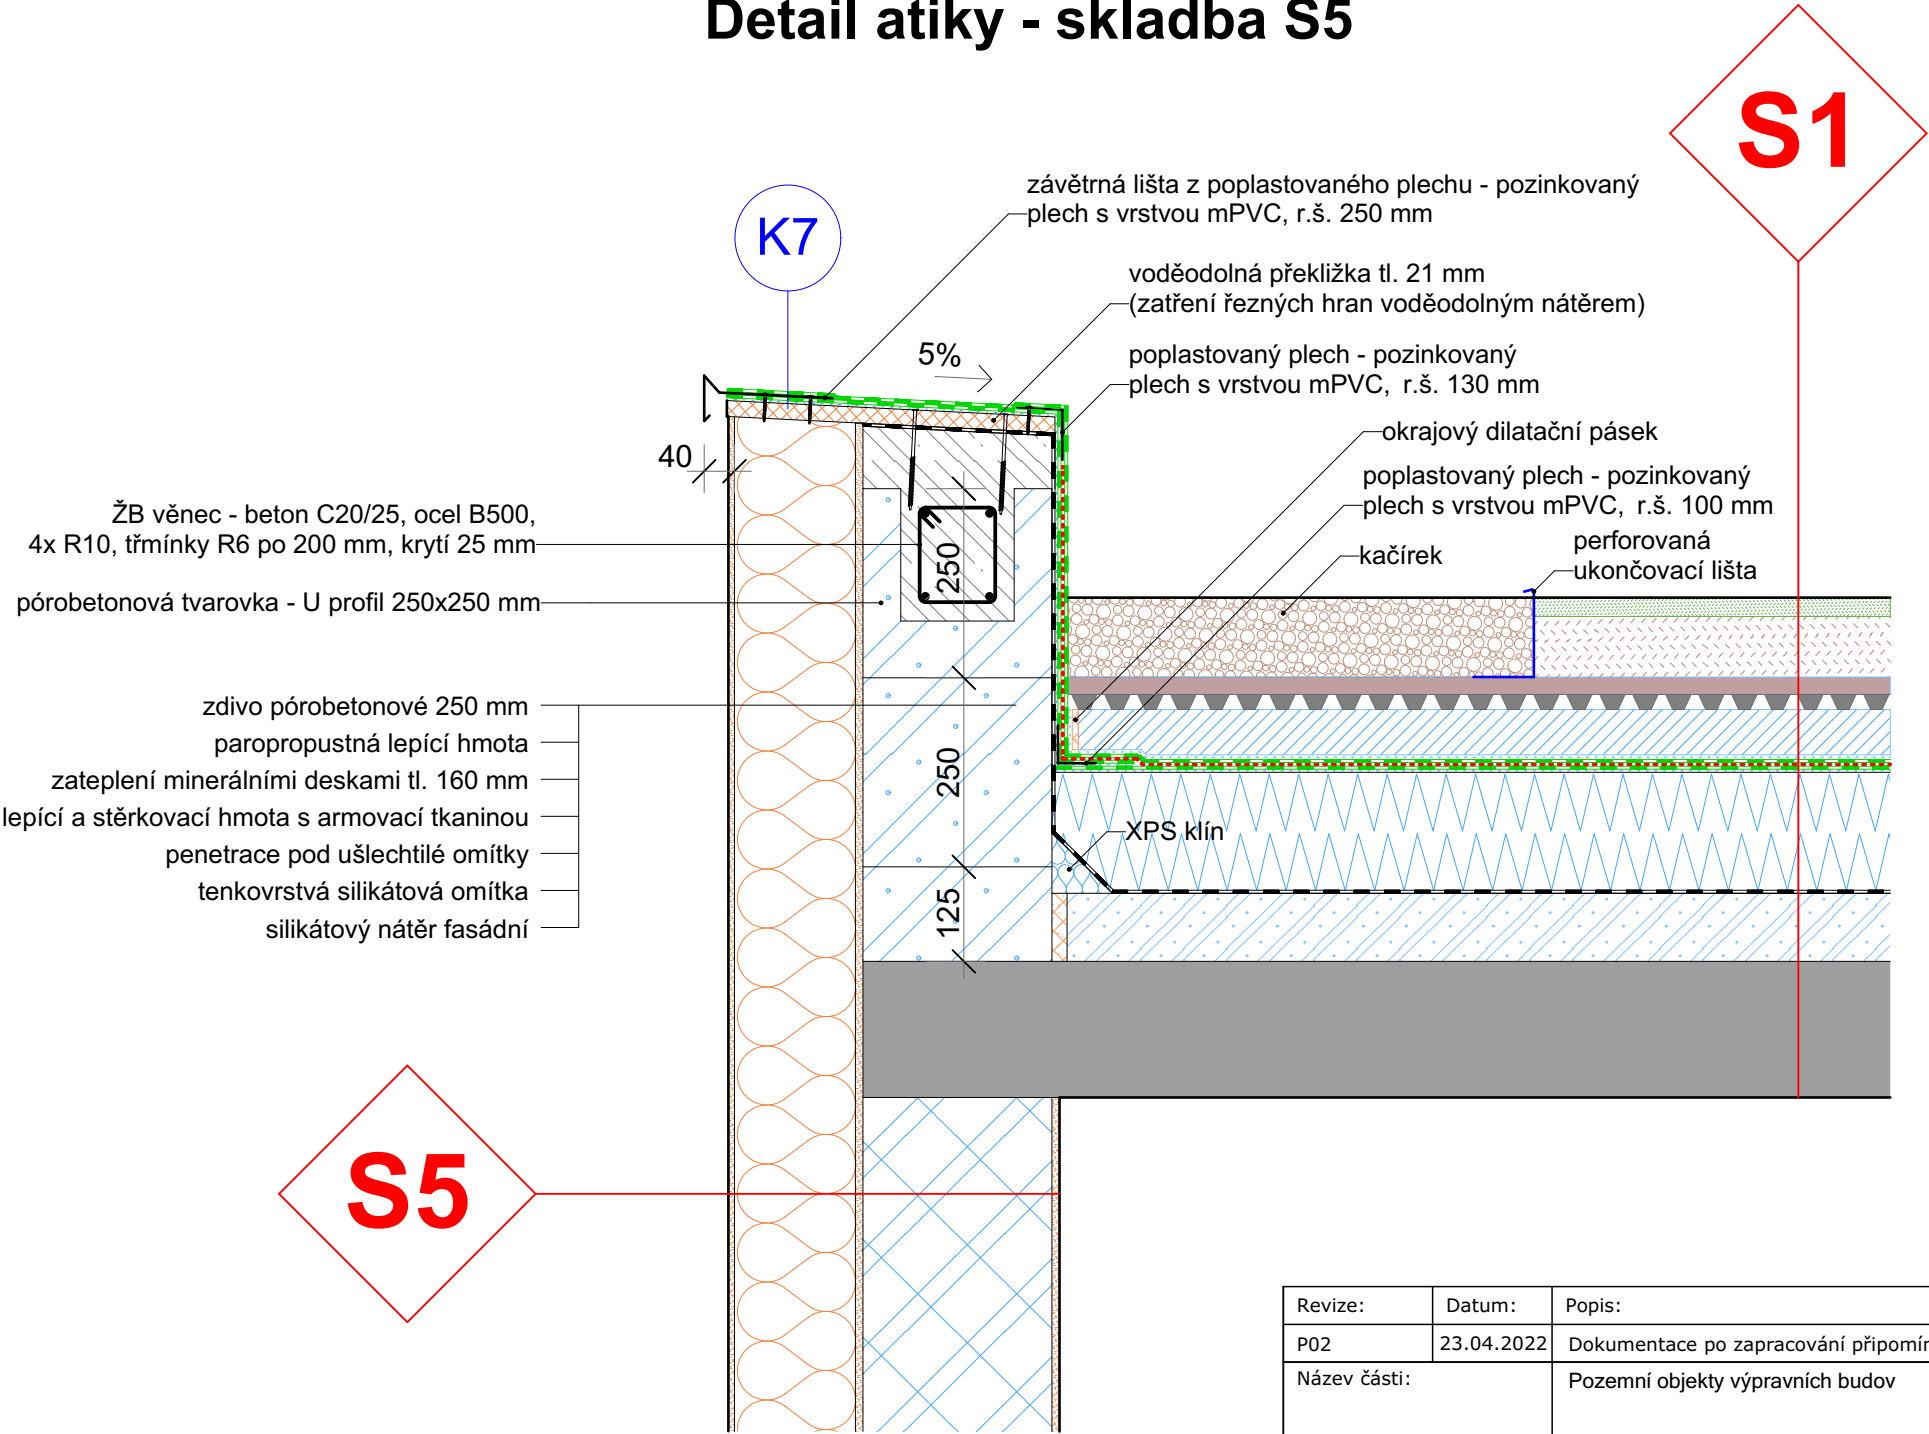 Detail atiky - skladba S5
S1
K7
závětrná lišta z poplastovaného plechu - pozinkovaný
plech s vrstvou mPVC, r.š. 250 mm
voděodolná překližka tl. 21 mm
(zatření řezných hran voděodolným nátěrem)
5%
poplastovaný plech - pozinkovaný
plech s vrstvou mPVC, r.š. 130 mm
okrajový dilatační pásek
40
poplastovaný plech - pozinkovaný
plech s vrstvou mPVC, r.š. 100 mm
ŽB věnec - beton C20/25, ocel B500,
4x R10, třmínky R6 po 200 mm, krytí 25 mm
kačírek
perforovaná
ukončovací lišta
250
pórobetonová tvarovka - U profil 250x250 mm
zdivo pórobetonové 250 mm
paropropustná lepící hmota
zateplení minerálními deskami tl. 160 mm
lepící a stěrkovací hmota s armovací tkaninou
penetrace pod ušlechtilé omítky
tenkovrstvá silikátová omítka
silikátový nátěr fasádní
250
XPS klín
125
S5
Revize: Datum: Popis:
P02 23.04.2022 Dokumentace po zapracování
Název části: Pozemní objekty výpravních budov